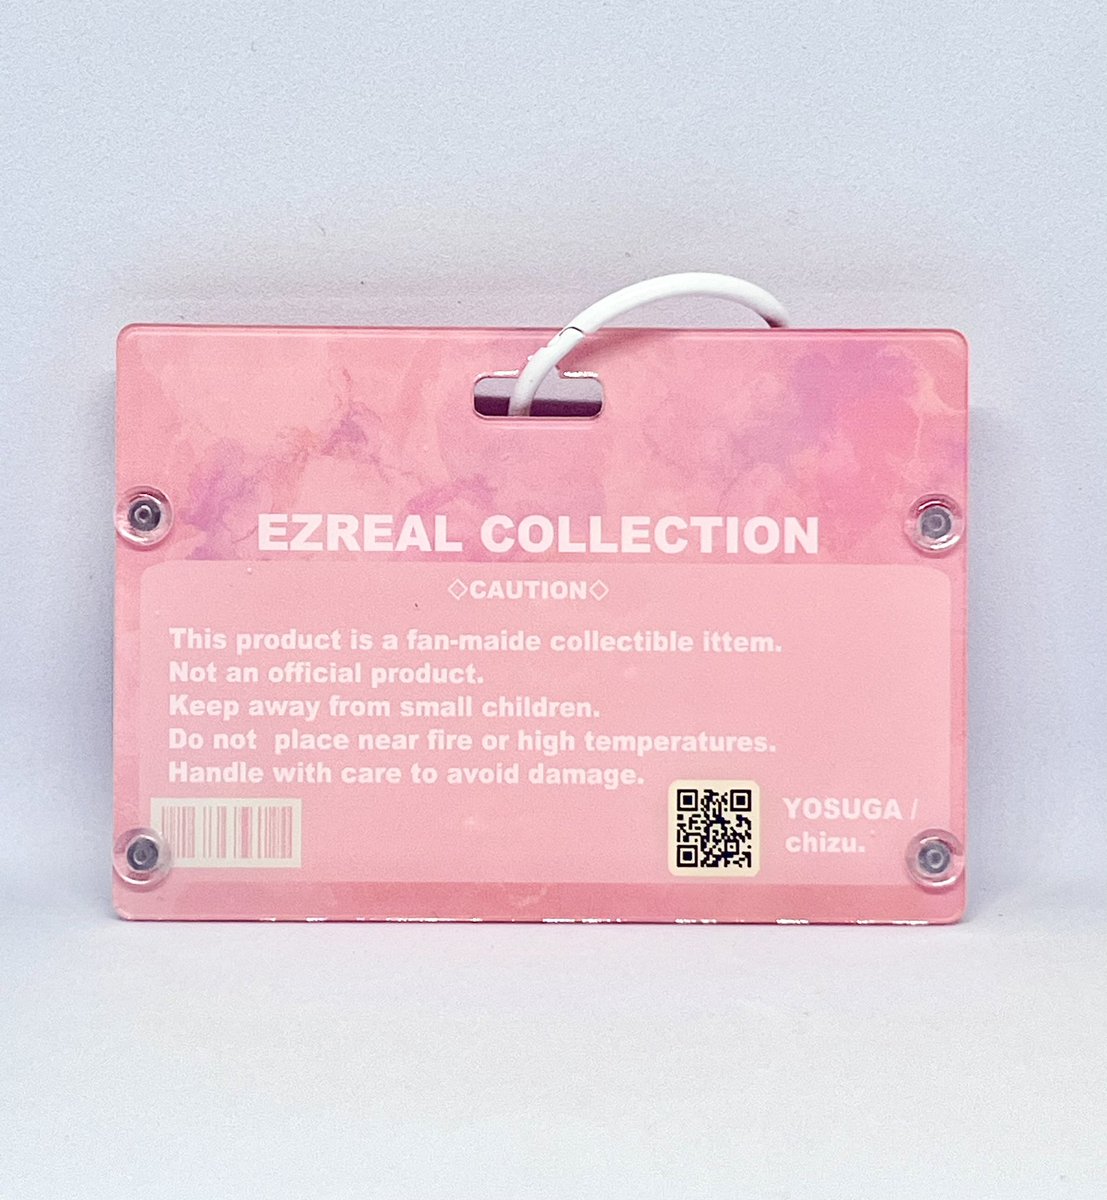 EZREAL COLLECTION
◇CAUTION◇
This product is a fan-maide collectible ittem.
Not an official product.
Keep away from small children.
Do not  place near fire or high temperatures.
Handle with care to avoid damage.
YOSUGA /
chizu.